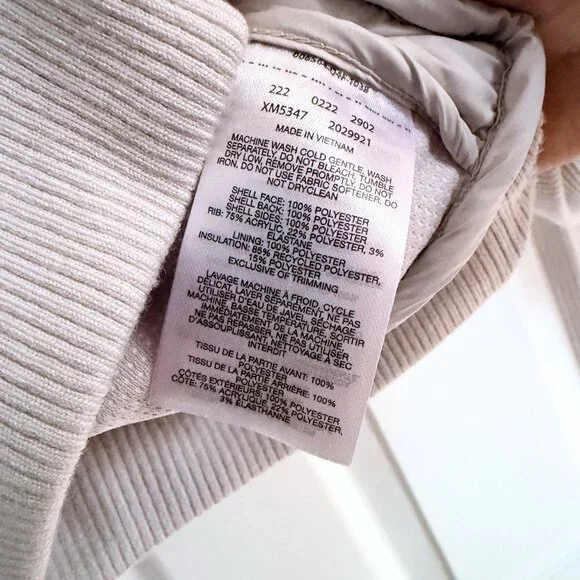 222 0222 2902
XM5347 2029921
MADE IN VIETNAM
MACHINE WASH COLD GENTLE, WASH
SEPARATELY, DO NOT BLEACH, TUMBLE
DRY LOW, REMOVE PROMPTLY, DO NOT
IRON, DO NOT USE FABRIC SOFTENER, DO
NOT DRYCLEAN
SHELL FACE: 100% POLYESTER
SHELL BACK: 100% POLYESTER
SHELL SIDES: 100% POLYESTER
RIB: 75% ACRYLIC, 22% POLYESTER, 3%
ELASTANE
LINING: 100% POLYESTER
INSULATION: 85% RECYCLED POLYESTER,
15% POLYESTER
EXCLUSIVE OF TRIMMING
LAVAGE MACHINE À FROID, CYCLE
DÉLICAT, LAVER SÉPARÉMENT, NE PAS
UTILISER D'EAU DE JAVEL, SÉCHAGE
MACHINE BASSE TEMPÉRATURE, SORTIR
IMMÉDIATEMENT NE PAS UTILISER
NE PAS REPASSER, NE PAS UTILISER
D'ASSOUPLISSANT, NETTOYAGE À SEC
INTERDIT
TISSU DE LA PARTIE AVANT: 100%
POLYESTER
TISSU DE LA PARTIE ARRIÈRE: 100%
POLYESTER
CÔTÉS EXTÉRIEURS: 100% POLYESTER
CÔTE: 75% ACRYLIQUE, 22% POLYESTER,
3% ELASTHANNE